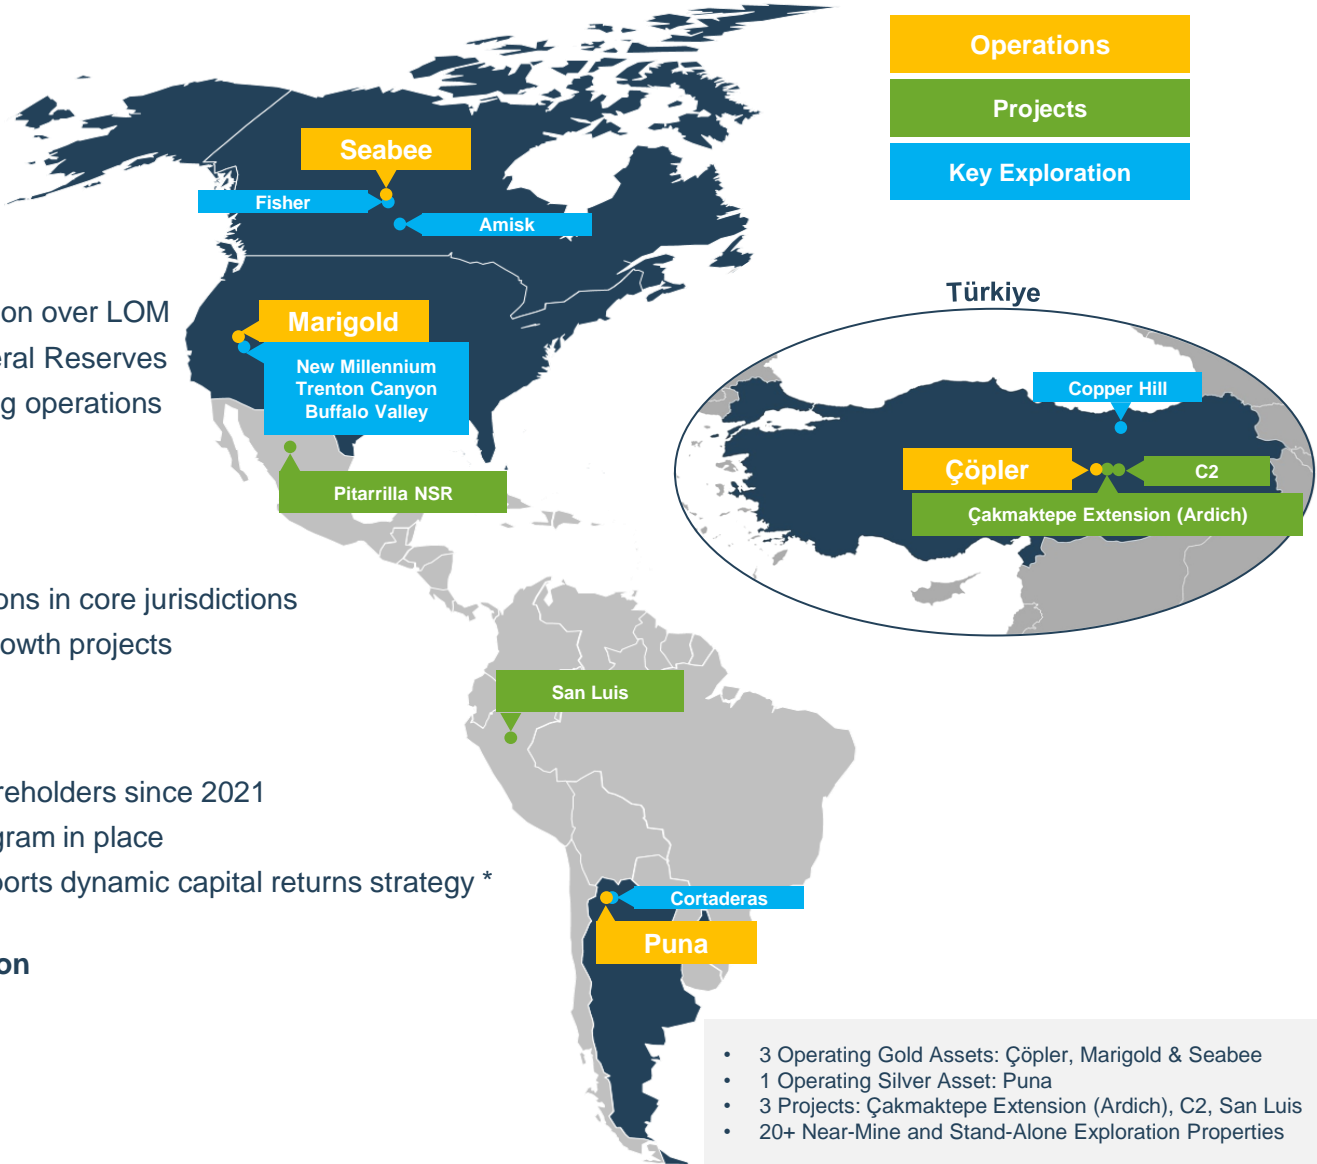 Operations
Projects
Key Exploration
Seabee
Fisher
Amisk
Marigold
New Millennium
Trenton Canyon
Buffalo Valley
Pitarrilla NSR
Türkiye
Copper Hill
Çöpler
C2
Çakmaktepe Extension (Ardich)
San Luis
Cortaderas
Puna
on over LOM
eral Reserves
g operations
ons in core jurisdictions
owth projects
reholders since 2021
gram in place
ports dynamic capital returns strategy *
on
• 3 Operating Gold Assets: Çöpler, Marigold & Seabee
• 1 Operating Silver Asset: Puna
• 3 Projects: Çakmaktepe Extension (Ardich), C2, San Luis
• 20+ Near-Mine and Stand-Alone Exploration Properties